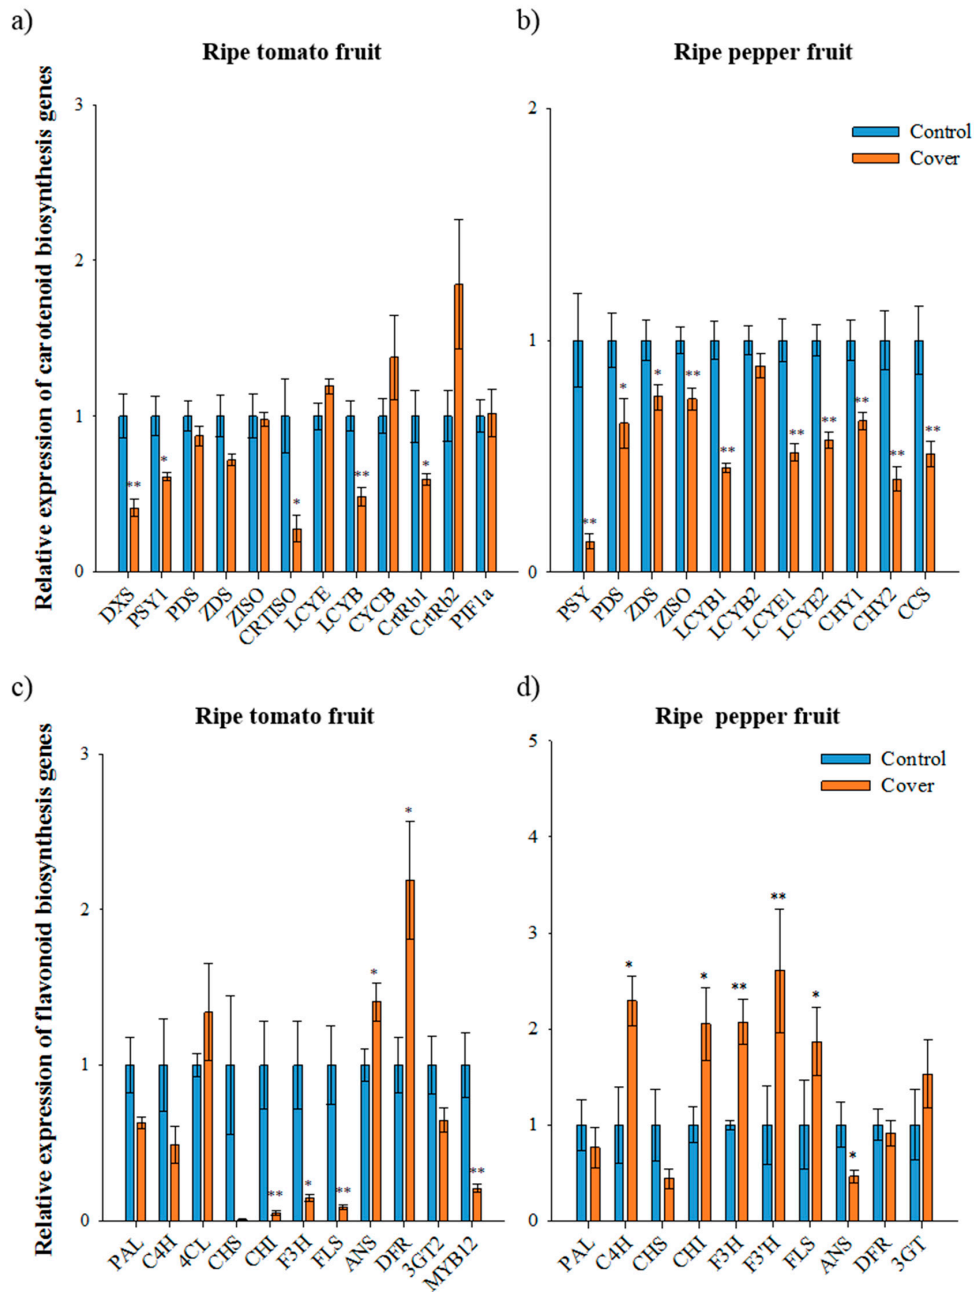 a)
Ripe tomato fruit
Relative expression of carotenoid biosynthesis genes
3
2
1
0
** * * ** *
DXS PSY1 PDS ZDS ZISO CRTISO LCYE LCYB CYCB CrtRb1 CrtRb2 PIF1a
b)
Ripe pepper fruit
Control
Cover
2
1
0
** * * ** ** ** ** ** ** **
PSY PDS ZDS ZISO LCYB1 LCYB2 LCYE1 LCYE2 CHY1 CHY2 CCS
c)
Ripe tomato fruit
Relative expression of flavonoid biosynthesis genes
3
2
1
0
** * ** * * **
PAL C4H 4CL CHS CHI F3H FLS ANS DFR 3GT2 MYB12
d)
Ripe pepper fruit
Control
Cover
5
4
3
2
1
0
* * ** ** * *
PAL C4H CHS CHI F3H F3'H FLS ANS DFR 3GT